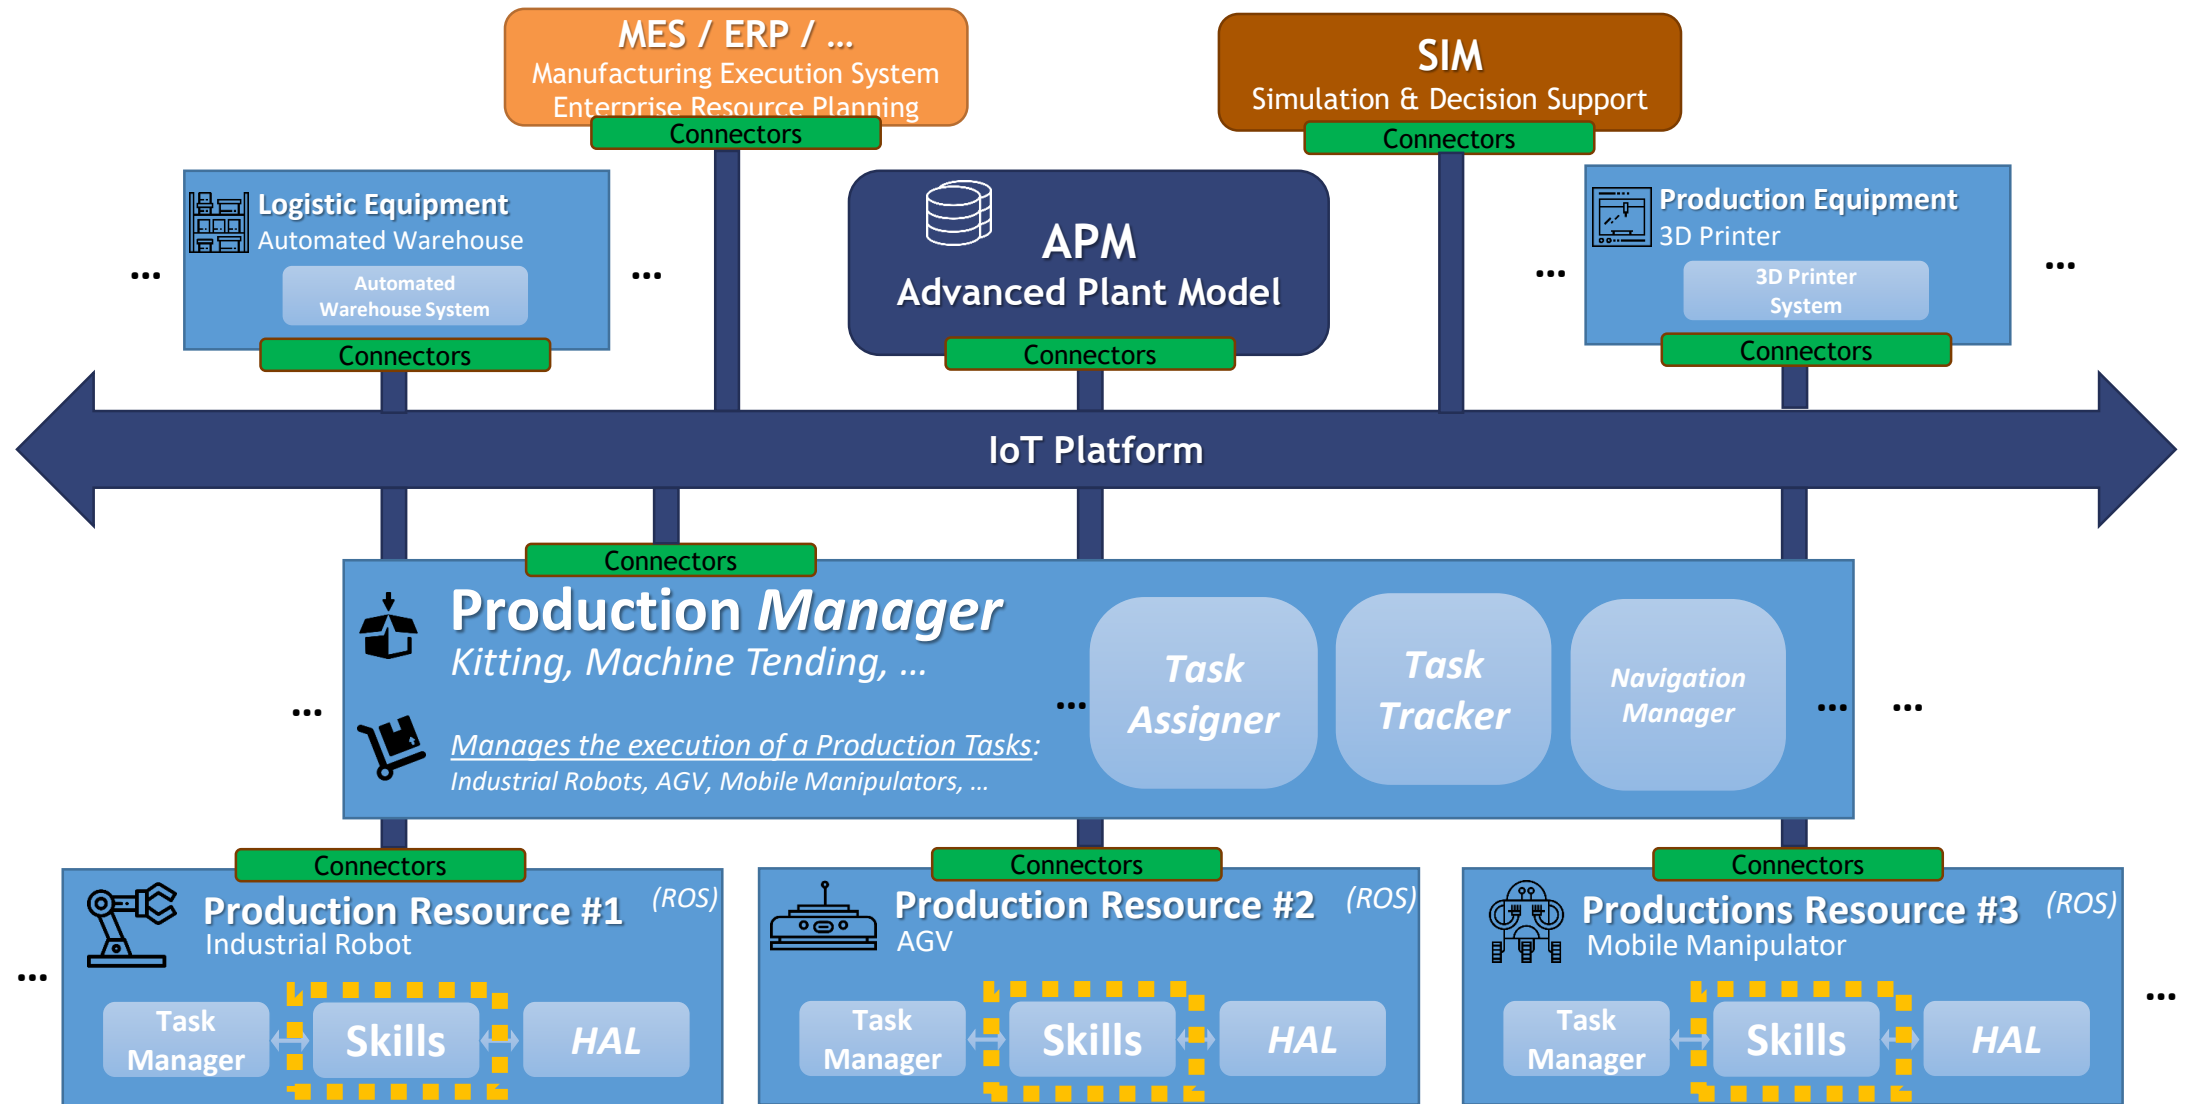 MES / ERP / …
Manufacturing Execution System
Enterprise Resource Planning
Connectors
SIM
Simulation & Decision Support
Connectors
Logistic Equipment
Automated Warehouse
Automated
Warehouse System
Connectors
...
...
APM
Advanced Plant Model
Connectors
Production Equipment
3D Printer
3D Printer
System
Connectors
...
...
IoT Platform
Connectors
Production Manager
Kitting, Machine Tending, …
Manages the execution of a Production Tasks:
Industrial Robots, AGV, Mobile Manipulators, …
...
...
Task
Assigner
Task
Tracker
Navigation
Manager
...
...
Connectors
Production Resource #1
(ROS)
Industrial Robot
...
Task
Manager
Skills
HAL
Connectors
Production Resource #2
(ROS)
AGV
Task
Manager
Skills
HAL
Connectors
Productions Resource #3
(ROS)
Mobile Manipulator
Task
Manager
Skills
HAL
...